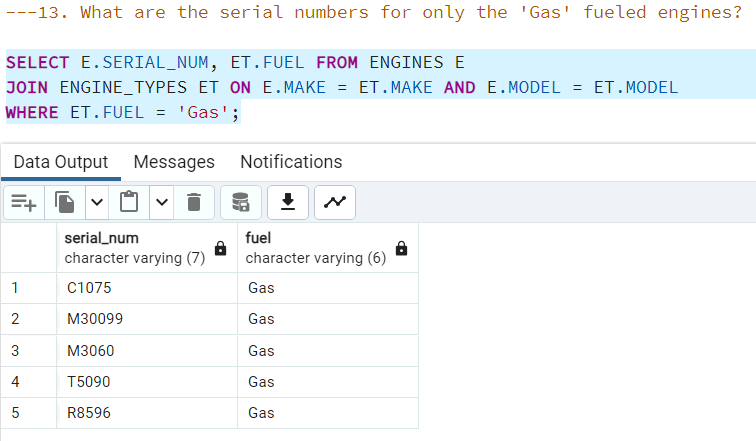 ---13. What are the serial numbers for only the 'Gas' fueled engines?
SELECT E.SERIAL_NUM, ET.FUEL FROM ENGINES E
JOIN ENGINE_TYPES ET ON E.MAKE = ET.MAKE AND E.MODEL = ET.MODEL
WHERE ET.FUEL = 'Gas';
Data Output Messages Notifications
serial_num fuel
character varying (7) character varying (6)
1 C1075 Gas
2 M30099 Gas
3 M3060 Gas
4 T5090 Gas
5 R8596 Gas